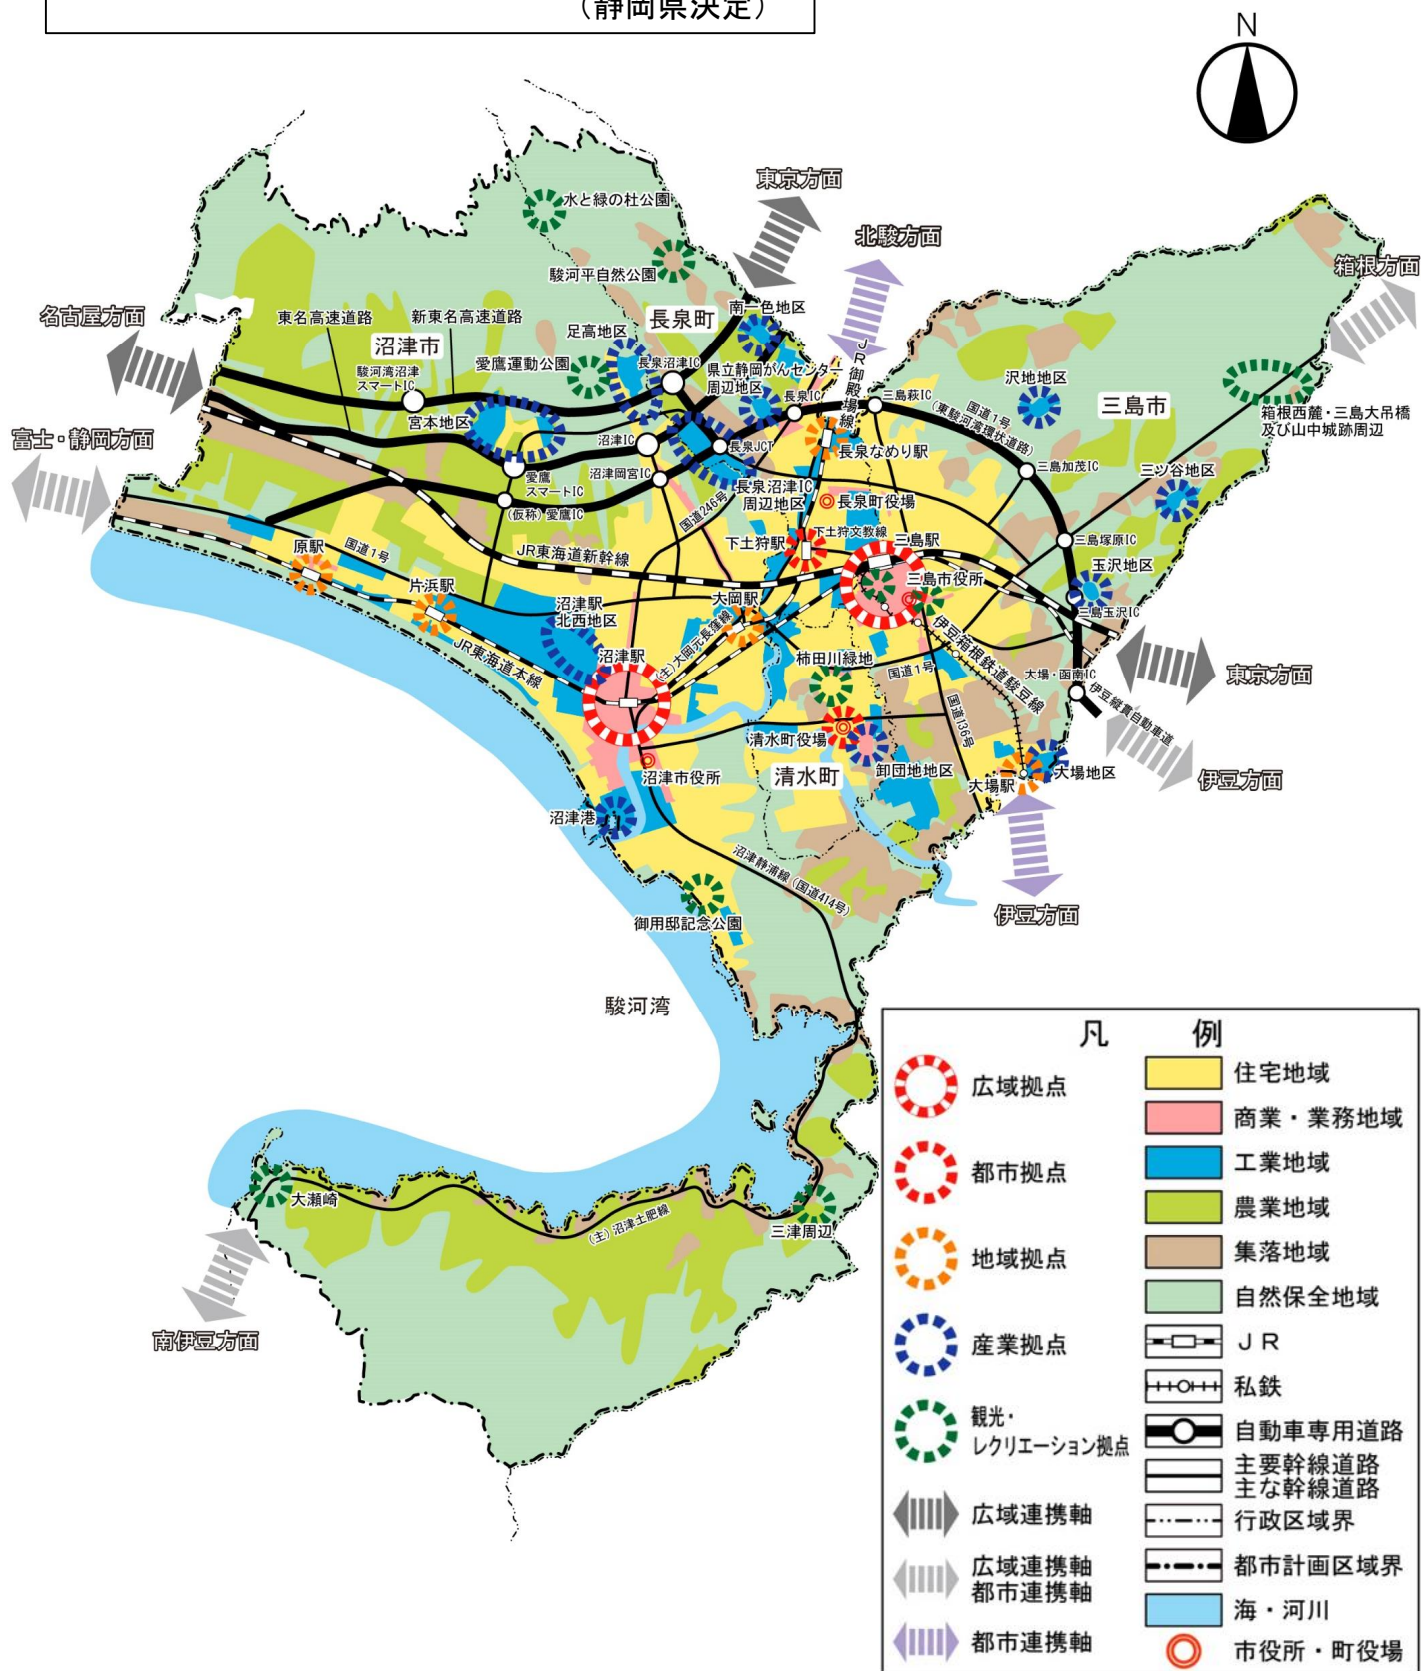 （静岡県決定）
N
東京方面
北駿方面
箱根方面
水と緑の杜公園
駿河平自然公園
名古屋方面
東名高速道路
新東名高速道路
足高地区
長泉町
南一色地区
沼津市
駿河湾沼津
スマートIC
愛鷹運動公園
長泉沼津IC
県立静岡がんセンター
周辺地区
JR御殿場線
長泉IC
三島萩IC
国道1号
(東駿河湾環状道路)
沢地地区
三島市
箱根西麓・三島大吊橋
及び山中城跡周辺
宮本地区
富士・静岡方面
沼津IC
長泉JCT
長泉なめり駅
三島加茂IC
三ツ谷地区
愛鷹
スマートIC
沼津岡宮IC
(仮称)愛鷹IC
国道246号
長泉沼津IC
周辺地区
長泉町役場
下土狩駅
下土狩文教線
三島駅
三島塚原IC
原駅
国道1号
JR東海道新幹線
三島市役所
玉沢地区
片浜駅
沼津駅
北西地区
大岡駅
三島玉沢IC
JR東海道本線
沼津駅
(主)大岡元長窪線
柿田川緑地
国道1号
伊豆箱根鉄道駿豆線
大場・函南IC
東京方面
国道136号
伊豆縦貫自動車道
清水町役場
沼津市役所
清水町
卸団地地区
大場駅
大場地区
伊豆方面
沼津港
沼津静浦線(国道414号)
御用邸記念公園
伊豆方面
駿河湾
大瀬崎
(主)沼津土肥線
三津周辺
南伊豆方面
凡 例
広域拠点
都市拠点
地域拠点
産業拠点
観光・
レクリエーション拠点
広域連携軸
広域連携軸
都市連携軸
都市連携軸
住宅地域
商業・業務地域
工業地域
農業地域
集落地域
自然保全地域
ＪＲ
私鉄
自動車専用道路
主要幹線道路
主な幹線道路
行政区域界
都市計画区域界
海・河川
市役所・町役場